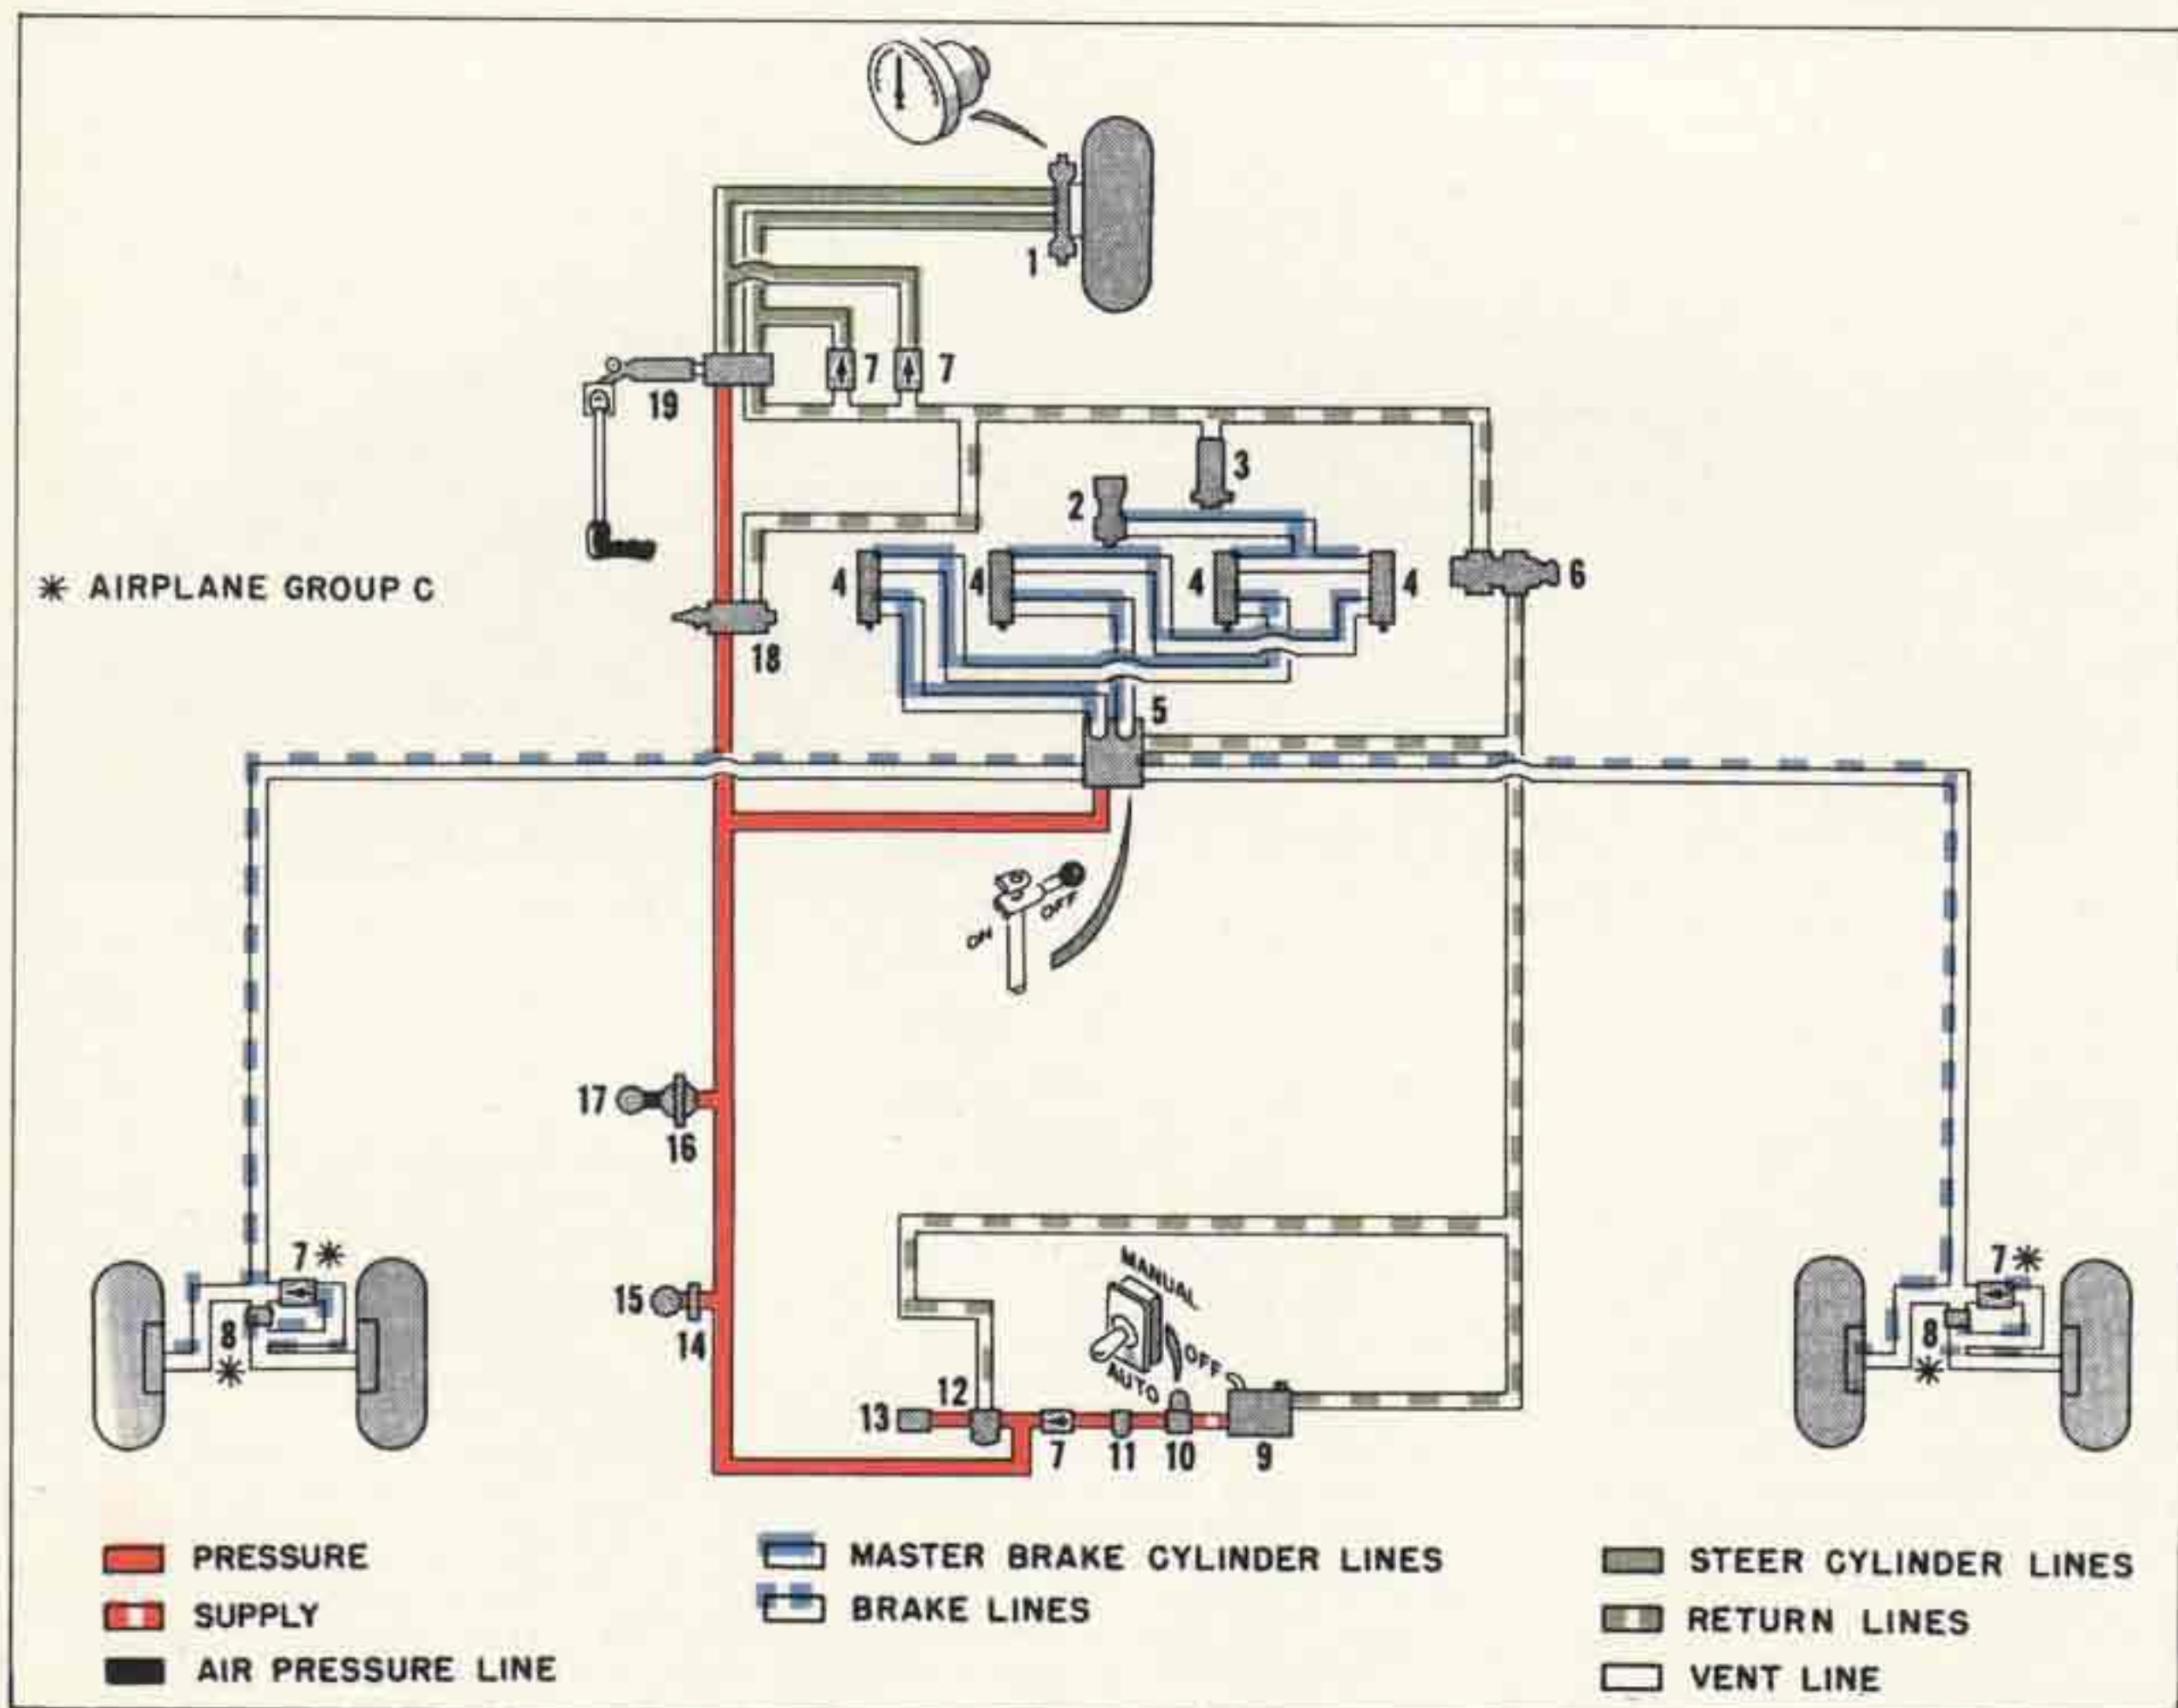 1
7
7
19
3
2
4
4
4
4
6
✳ AIRPLANE GROUP C
18
5
ON
OFF
17
16
7✳
7✳
15
14
8
✳
8
✳
MANUAL
OFF
AUTO
12
13
7
11
10
9
PRESSURE
SUPPLY
AIR PRESSURE LINE
MASTER BRAKE CYLINDER LINES
BRAKE LINES
STEER CYLINDER LINES
RETURN LINES
VENT LINE